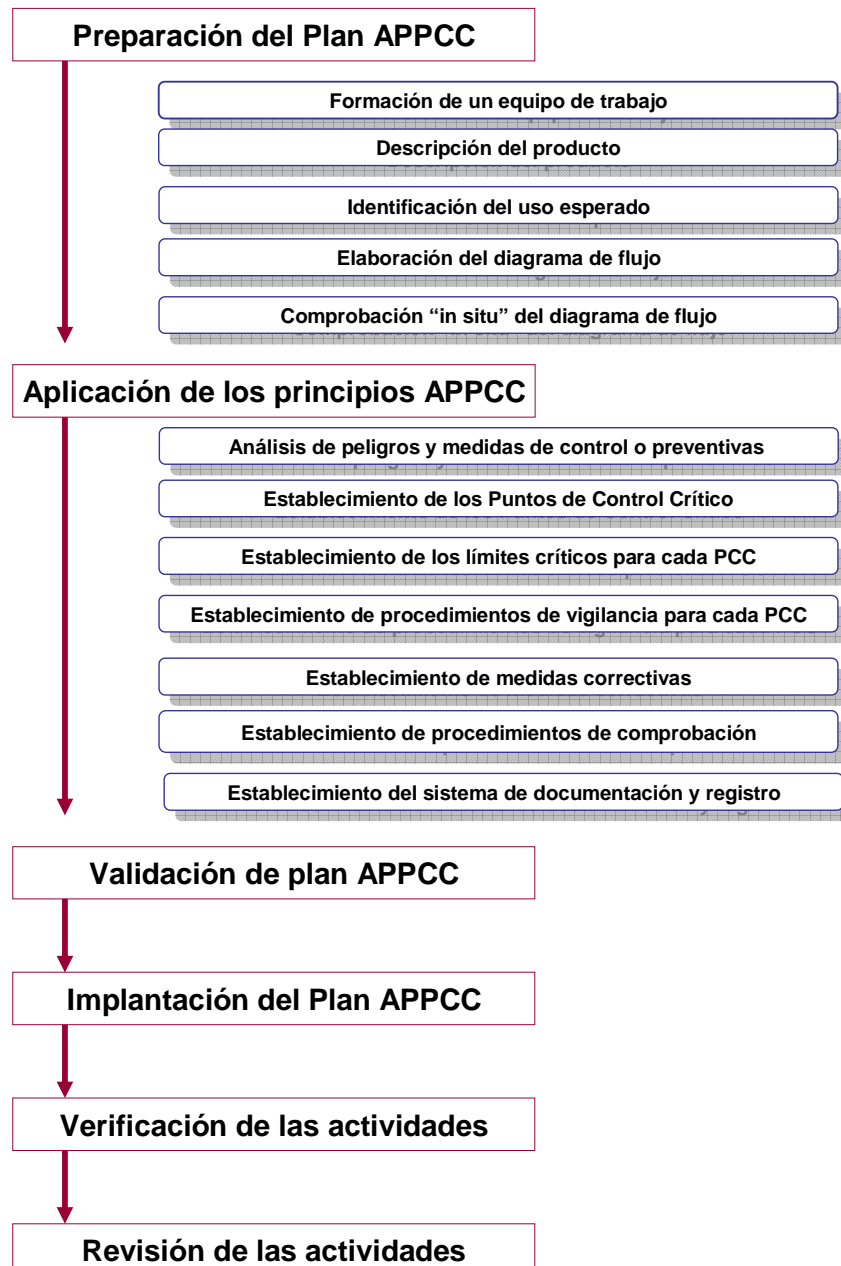 Preparación del Plan APPCC
Formación de un equipo de trabajo
Descripción del producto
Identificación del uso esperado
Elaboración del diagrama de flujo
Comprobación “in situ” del diagrama de flujo
Aplicación de los principios APPCC
Análisis de peligros y medidas de control o preventivas
Establecimiento de los Puntos de Control Crítico
Establecimiento de los límites críticos para cada PCC
Establecimiento de procedimientos de vigilancia para cada PCC
Establecimiento de medidas correctivas
Establecimiento de procedimientos de comprobación
Establecimiento del sistema de documentación y registro
Validación de plan APPCC
Implantación del Plan APPCC
Verificación de las actividades
Revisión de las actividades